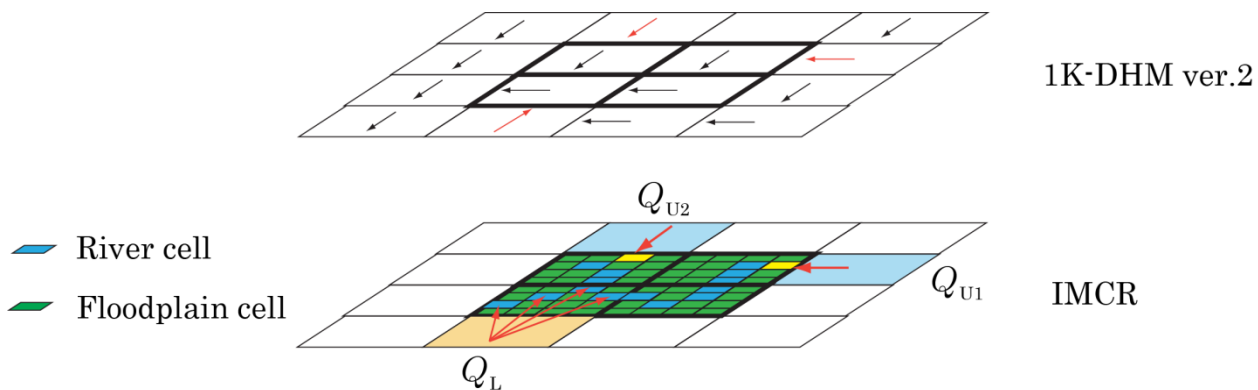 1K-DHM ver.2
Q_U2
River cell
Floodplain cell
Q_U1
IMCR
Q_L